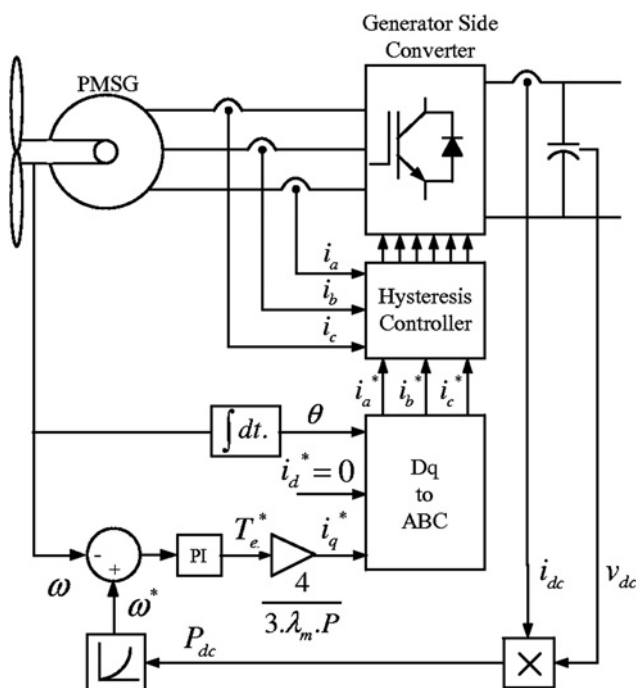 Generator Side
Converter
PMSG
i_a
i_b
i_c
Hysteresis
Controller
i_a^* i_b^* i_c^*
∫ dt.
θ
i_d^* = 0
Dq
to
ABC
T_e.^*
i_q^*
PI
-
+
ω
ω^*
4
3.λ_m.P
i_dc
v_dc
P_dc
×